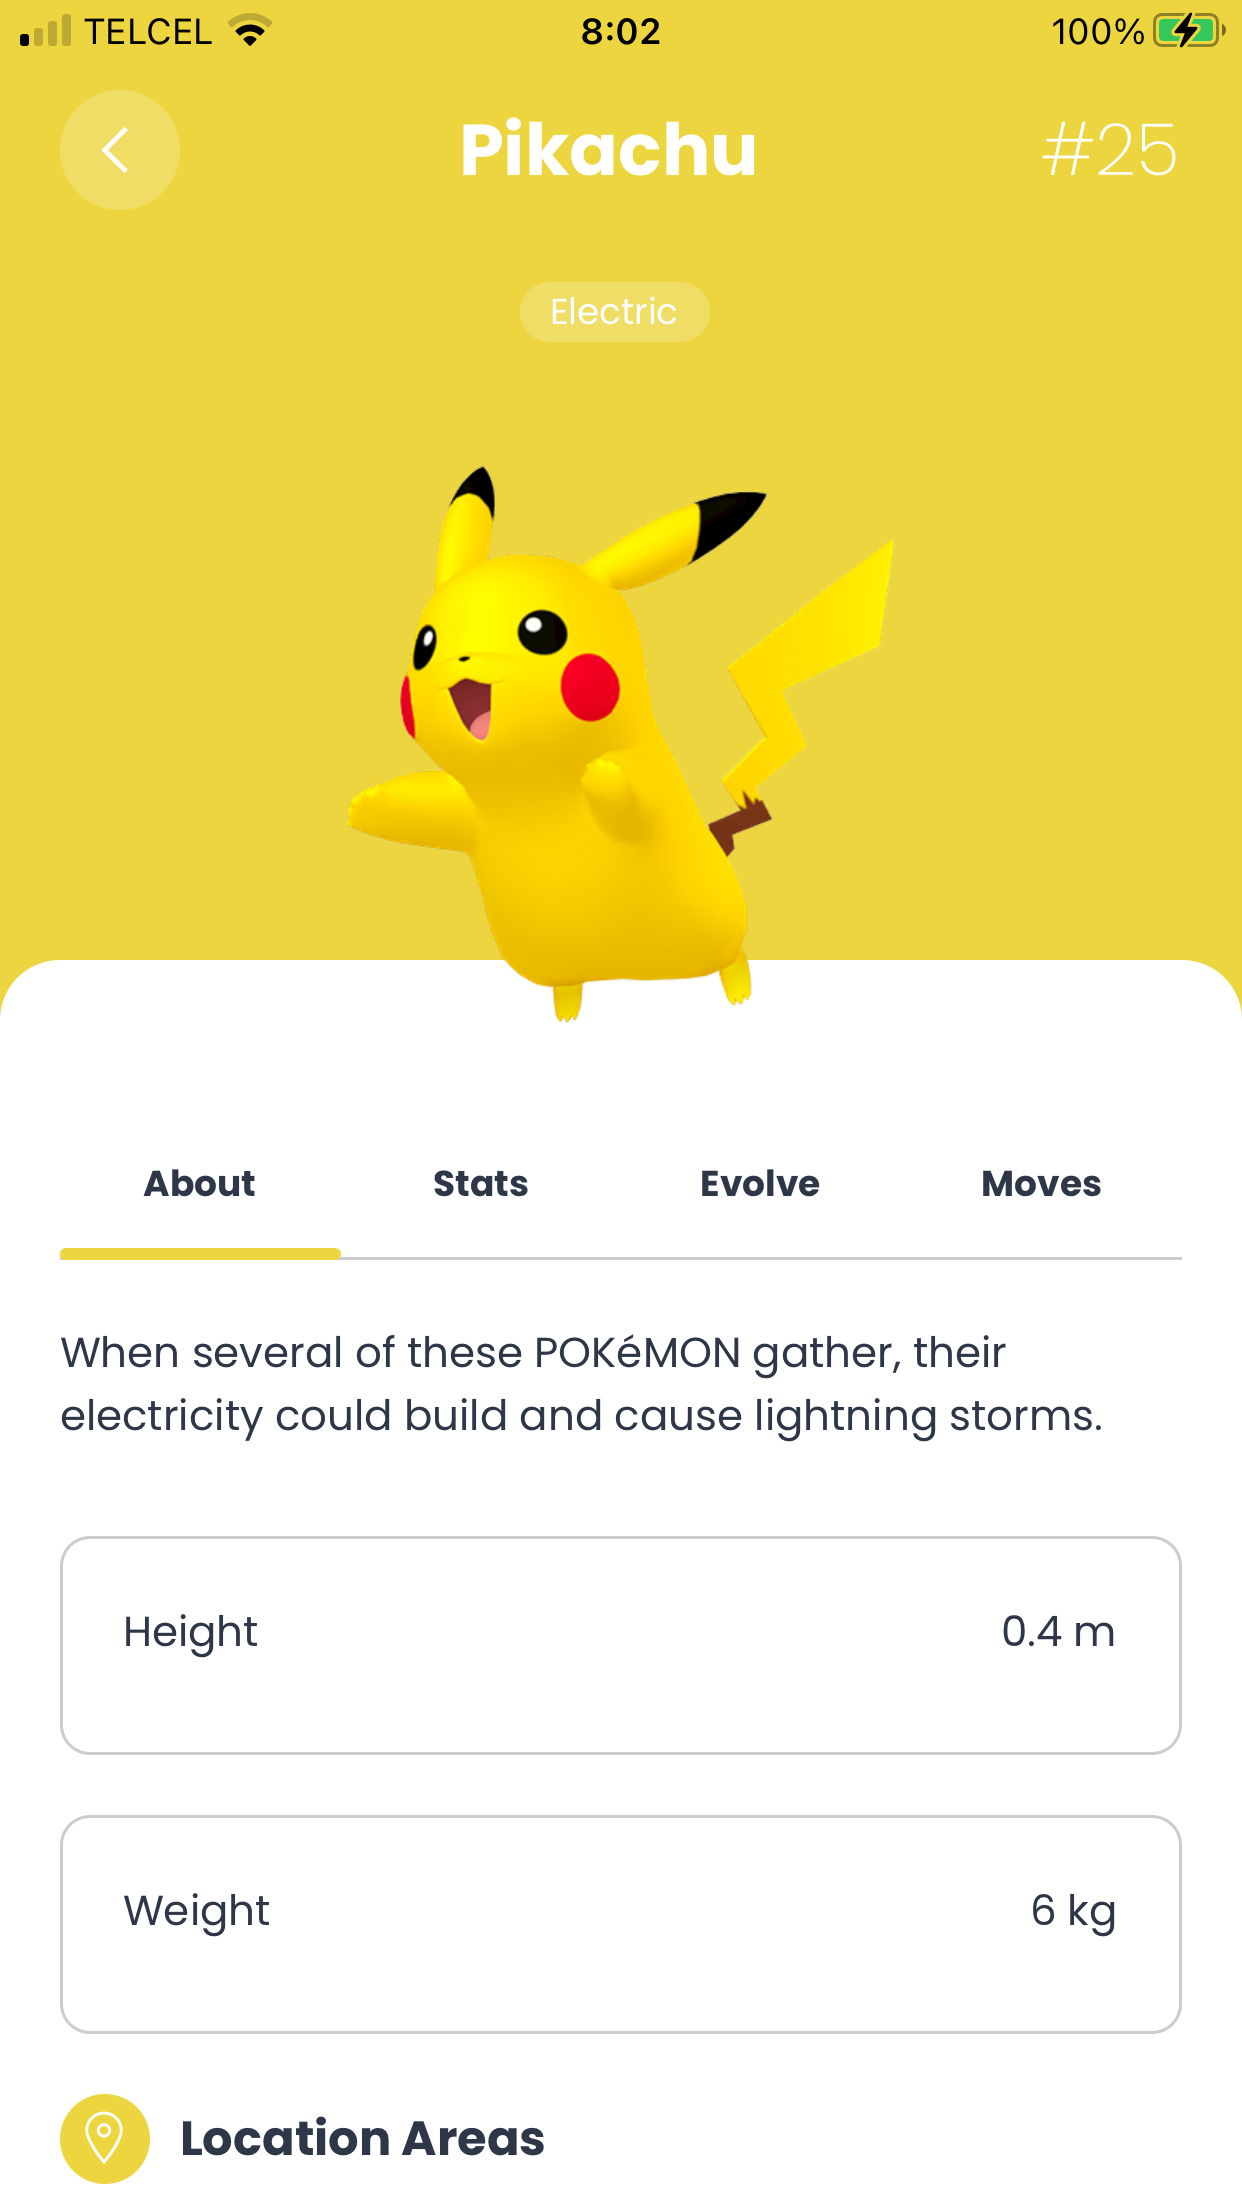 TELCEL 8:02 100%
Pikachu #25
Electric
About Stats Evolve Moves
When several of these POKéMON gather, their
electricity could build and cause lightning storms.
Height 0.4 m
Weight 6 kg
Location Areas